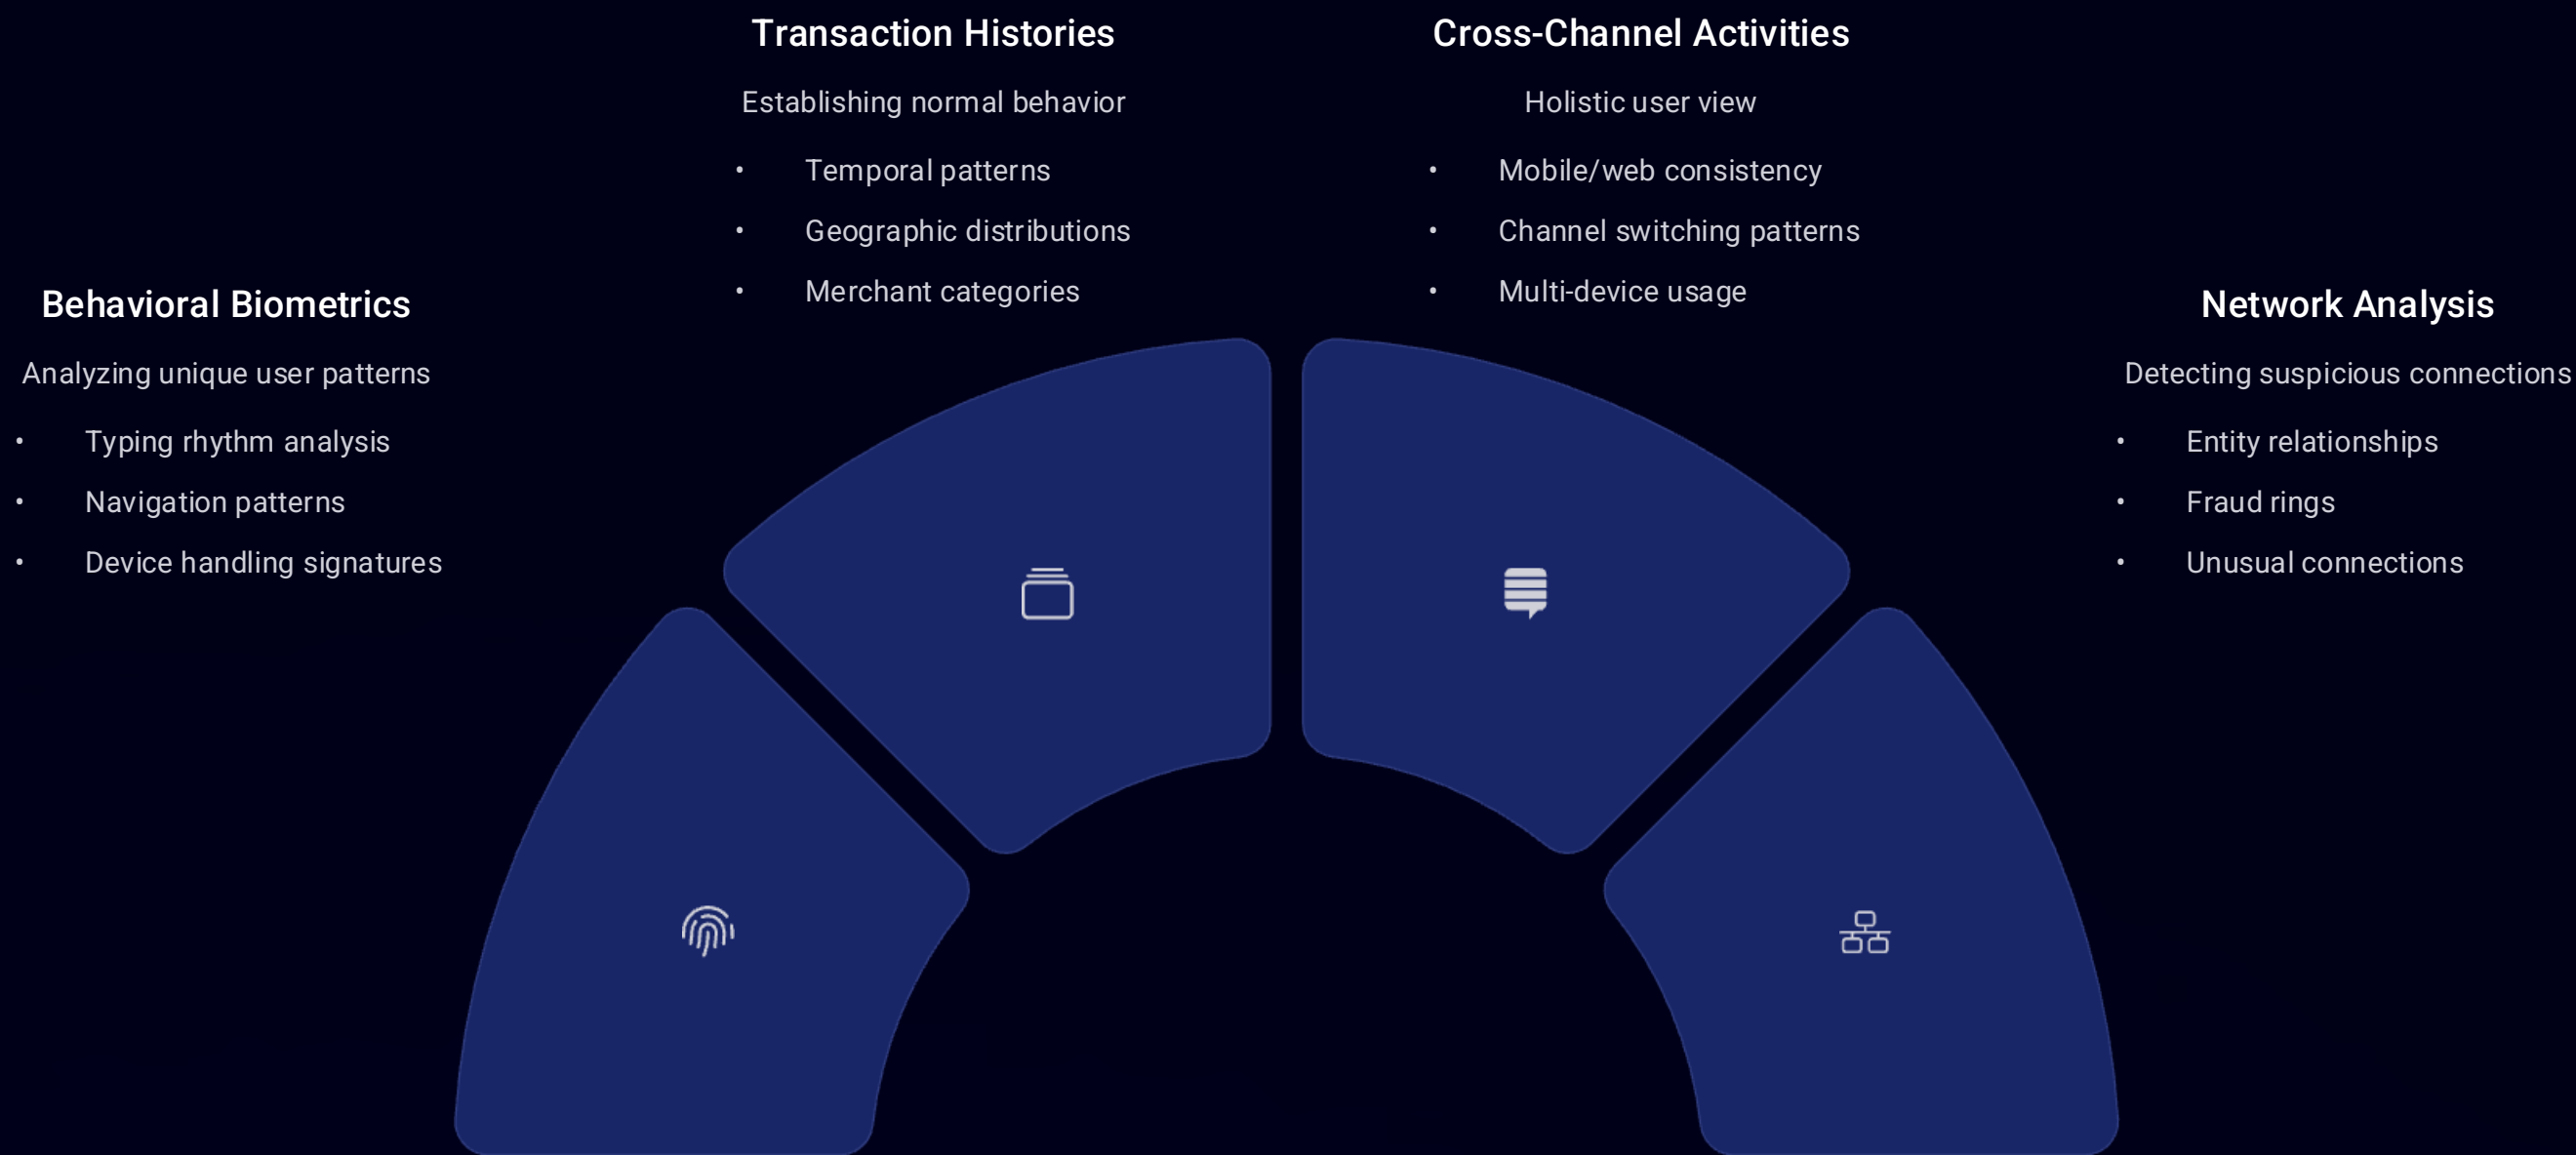 Behavioral Biometrics
Analyzing unique user patterns
• Typing rhythm analysis
• Navigation patterns
• Device handling signatures
Transaction Histories
Establishing normal behavior
• Temporal patterns
• Geographic distributions
• Merchant categories
Cross-Channel Activities
Holistic user view
• Mobile/web consistency
• Channel switching patterns
• Multi-device usage
Network Analysis
Detecting suspicious connections
• Entity relationships
• Fraud rings
• Unusual connections